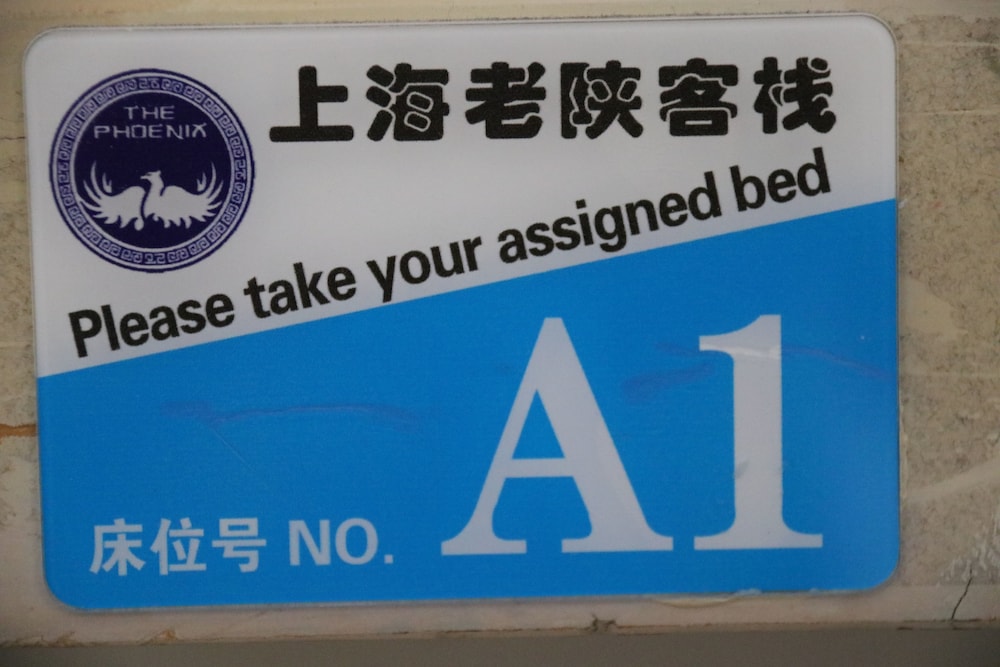 THE
PHOENIX
上海老陕客栈
Please take your assigned bed
A1
床位号 NO.